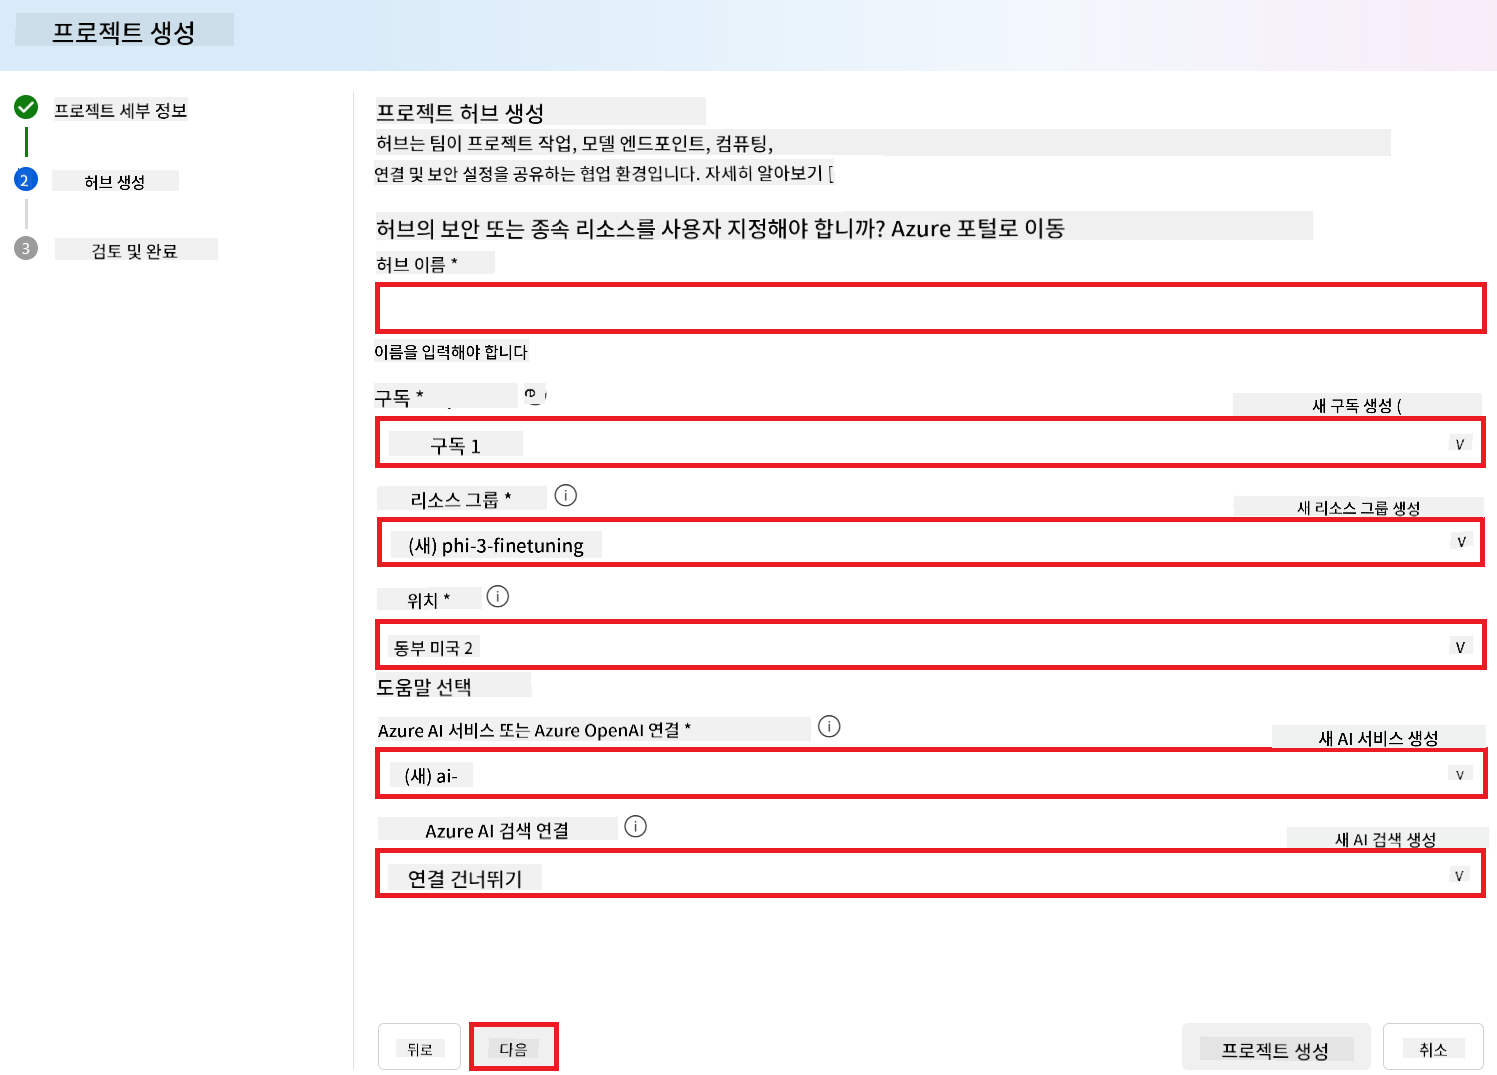 프로젝트 생성
프로젝트 세부 정보
2
허브 생성
3
검토 및 완료
프로젝트 허브 생성
허브는 팀이 프로젝트 작업, 모델 엔드포인트, 컴퓨팅,
연결 및 보안 설정을 공유하는 협업 환경입니다. 자세히 알아보기 [
허브의 보안 또는 종속 리소스를 사용자 지정해야 합니까? Azure 포털로 이동
허브 이름 *
이름을 입력해야 합니다
구독 *
새 구독 생성 (
구독 1
v
리소스 그룹 *
새 리소스 그룹 생성
(새) phi-3-finetuning
v
위치 *
동부 미국 2
v
도움말 선택
Azure AI 서비스 또는 Azure OpenAI 연결 *
새 AI 서비스 생성
(새) ai-
v
Azure AI 검색 연결
새 AI 검색 생성
연결 건너뛰기
v
뒤로
다음
프로젝트 생성
취소